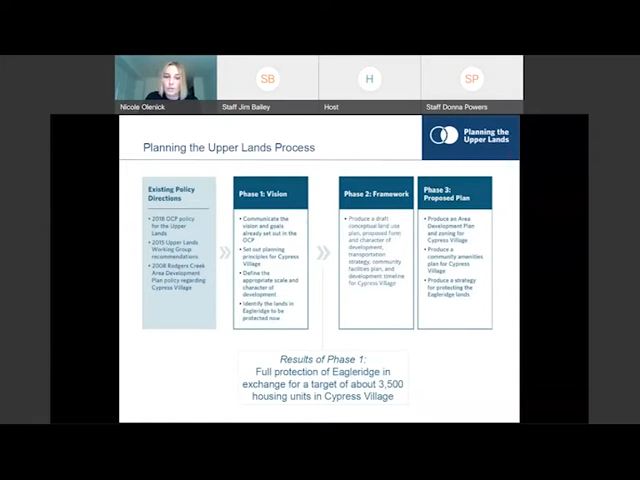 SB
H
SP
Nicole Olenick
Staff Jim Bailey
Host
Staff Donna Powers
Planning the Upper Lands Process
Planning the
Upper Lands
Existing Policy
Directions
• 2018 OCP policy
for the Upper
Lands
• 2015 Upper Lands
Working Group
recommendations
• 2008 Rodgers Creek
Area Development
Plan policy regarding
Cypress Village
Phase 1: Vision
• Communicate the
vision and goals
already set out in the
OCP
• Set out planning
principles for Cypress
Village
• Define the
appropriate scale and
character of
development
• Identify the lands in
Eagleridge to be
protected now
Phase 2: Framework
• Produce a draft
conceptual land use
plan, proposed form and
character of
development,
transportation
strategy, community
facilities plan, and
development timeline
for Cypress Village
Phase 3:
Proposed Plan
• Produce an Area
Development Plan
and zoning for
Cypress Village
• Produce a
community amenities
plan for Cypress
Village
• Produce a strategy
for protecting the
Eagleridge lands
Results of Phase 1:
Full protection of Eagleridge in
exchange for a target of about 3,500
housing units in Cypress Village